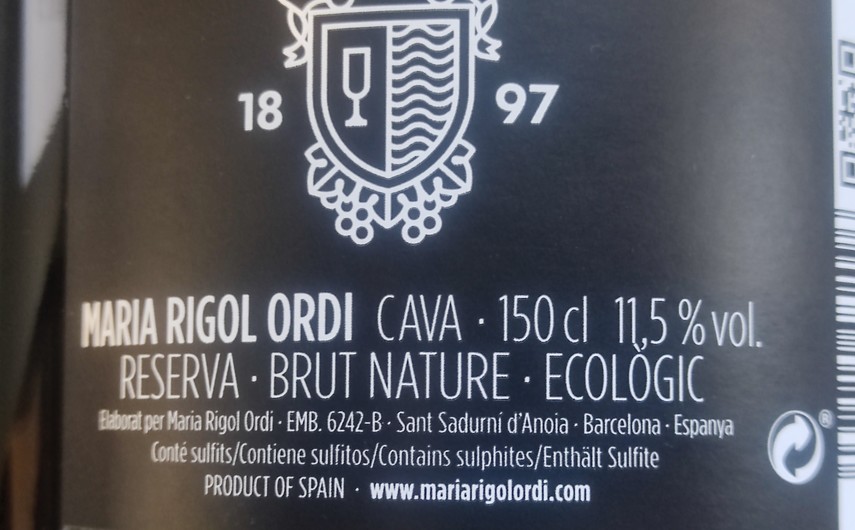 18 97
MARIA RIGOL ORDI CAVA · 150 cl 11,5 % vol.
RESERVA · BRUT NATURE · ECOLÒGIC
Elaborat per Maria Rigol Ordi · EMB. 6242-B · Sant Sadurní d'Anoia · Barcelona · Espanya
Conté sulfits/Contiene sulfitos/Contains sulphites/Enthält Sulfite
®
PRODUCT OF SPAIN · www.mariarigolordi.com